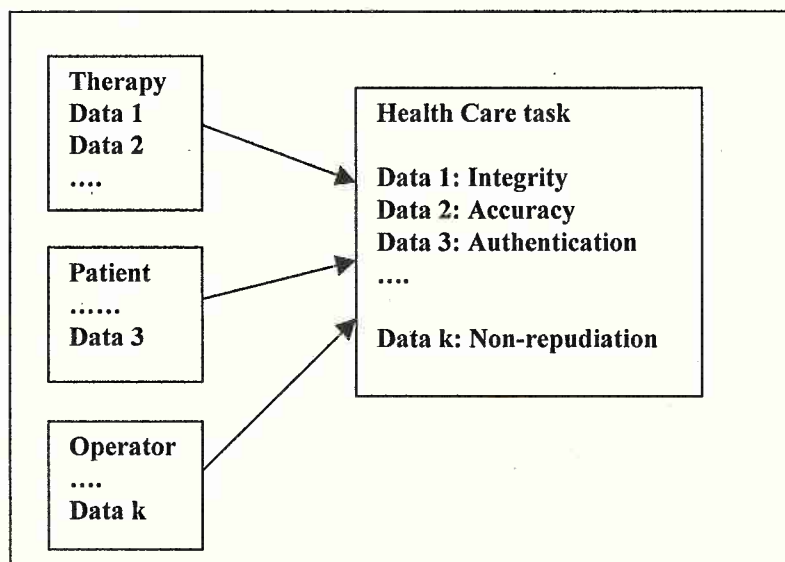 Therapy
Data 1
Data 2
....
Patient
......
Data 3
Operator
....
Data k
Health Care task
Data 1: Integrity
Data 2: Accuracy
Data 3: Authentication
....
Data k: Non-repudiation